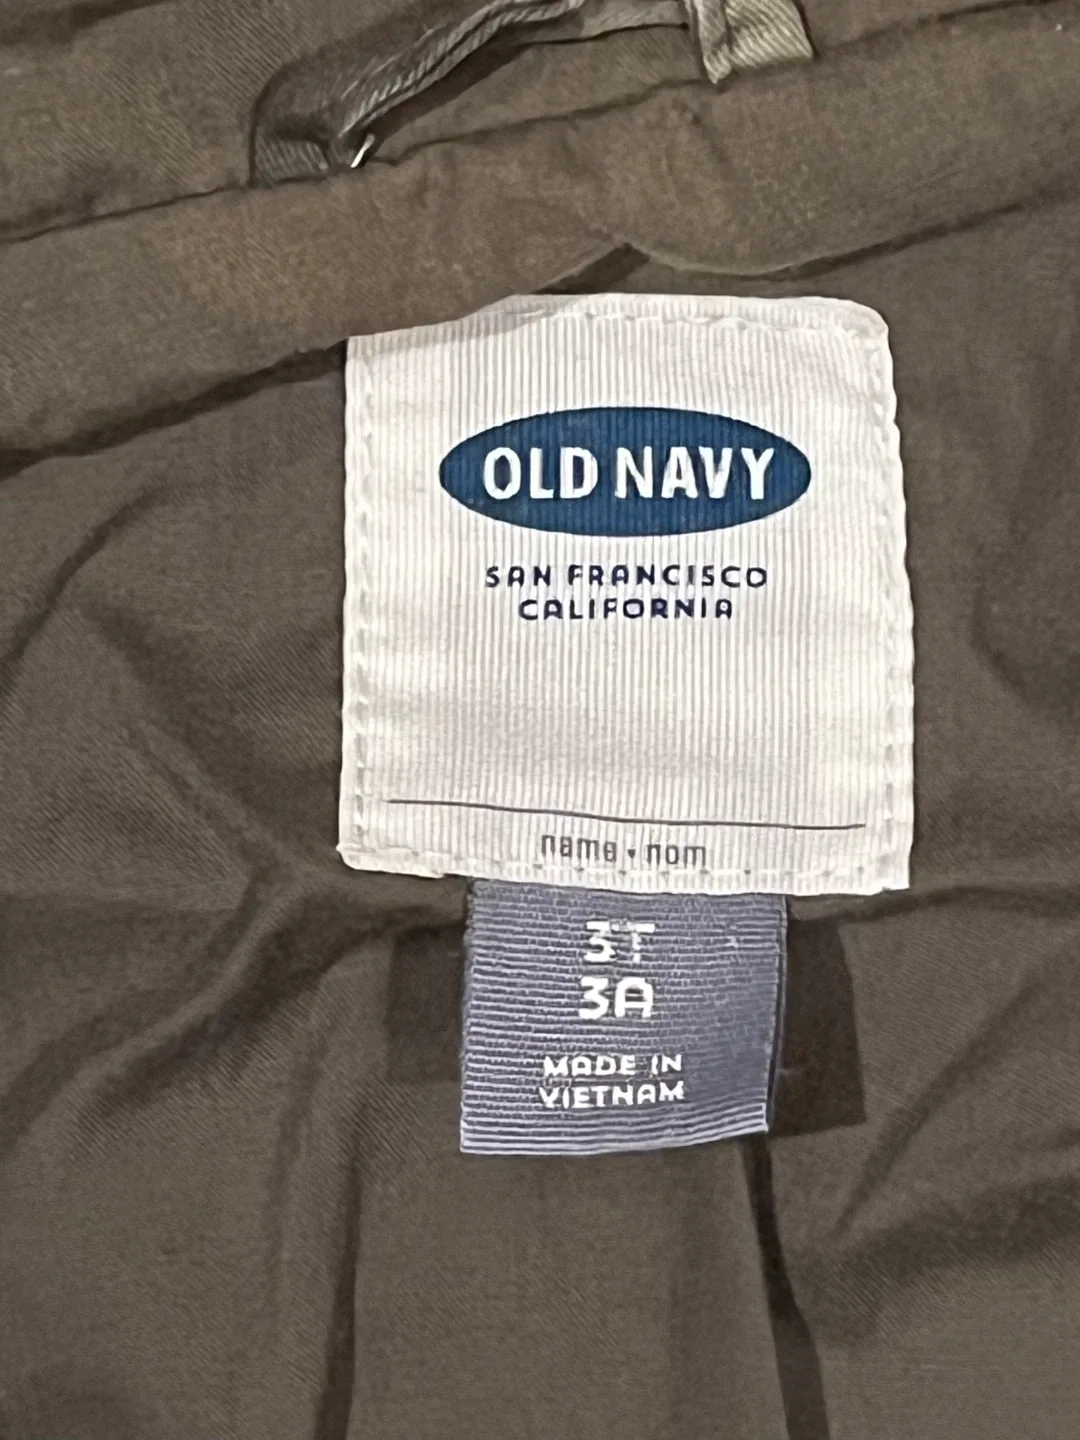 OLD NAVY
SAN FRANCISCO
CALIFORNIA
name • nom
3T
3A
MADE IN
VIETNAM